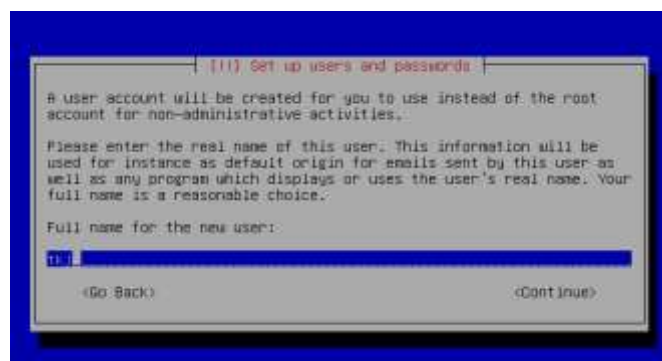 [!!] Set up users and passwords
A user account will be created for you to use instead of the root
account for non-administrative activities.
Please enter the real name of this user. This information will be
used for instance as default origin for emails sent by this user as
well as any program which displays or uses the user's real name. Your
full name is a reasonable choice.
Full name for the new user:
tkj
<Go Back> <Continue>